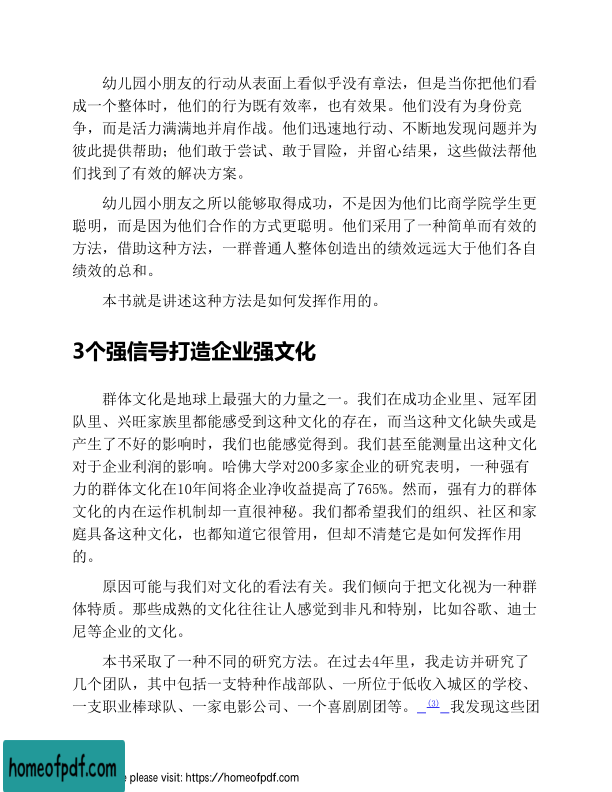 幼儿园小朋友的行动从表面上看似乎没有章法，但是当你把他们看
成一个整体时，他们的行为既有效率，也有效果。他们没有为身份竞
争，而是活力满满地并肩作战。他们迅速地行动、不断地发现问题并为
彼此提供帮助；他们敢于尝试、敢于冒险，并留心结果，这些做法帮他
们找到了有效的解决方案。
幼儿园小朋友之所以能够取得成功，不是因为他们比商学院学生更
聪明，而是因为他们合作的方式更聪明。他们采用了一种简单而有效的
方法，借助这种方法，一群普通人整体创造出的绩效远远大于他们各自
绩效的总和。
本书就是讲述这种方法是如何发挥作用的。
3个强信号打造企业强文化
群体文化是地球上最强大的力量之一。我们在成功企业里、冠军团
队里、兴旺家族里都能感受到这种文化的存在，而当这种文化缺失或是
产生了不好的影响时，我们也能感觉得到。我们甚至能测量出这种文化
对于企业利润的影响。哈佛大学对200多家企业的研究表明，一种强有
力的群体文化在10年间将企业净收益提高了765%。然而，强有力的群体
文化的内在运作机制却一直很神秘。我们都希望我们的组织、社区和家
庭具备这种文化，也都知道它很管用，但却不清楚它是如何发挥作用
的。
原因可能与我们对文化的看法有关。我们倾向于把文化视为一种群
体特质。那些成熟的文化往往让人感觉到非凡和特别，比如谷歌、迪士
尼等企业的文化。
本书采取了一种不同的研究方法。在过去4年里，我走访并研究了
几个团队，其中包括一支特种作战部队、一所位于低收入城区的学校、
一支职业棒球队、一家电影公司、一个喜剧剧团等。(3)我发现这些团
homeofpdf.com
e please visit: https://homeofpdf.com